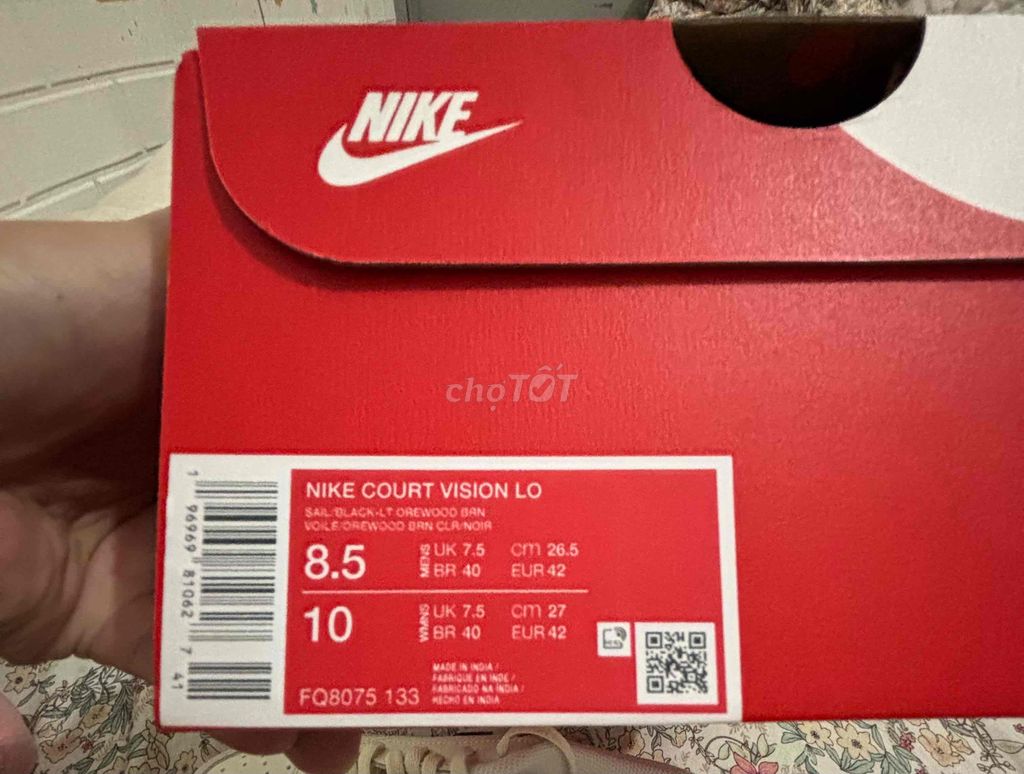 NIKE
chợTỐT
NIKE COURT VISION LO
SAIL/BLACK-LT OREWOOD BRN
VOILE/OREWOOD BRN CLR/NOIR
8.5 MENS UK 7.5 cm 26.5
BR 40 EUR 42
10 WMNS UK 7.5 cm 27
BR 40 EUR 42
MADE IN INDIA /
FABRIQUE EN INDE /
FABRICADO NA INDIA /
HECHO EN INDIA
FQ8075 133
1 96969 81062 7 41